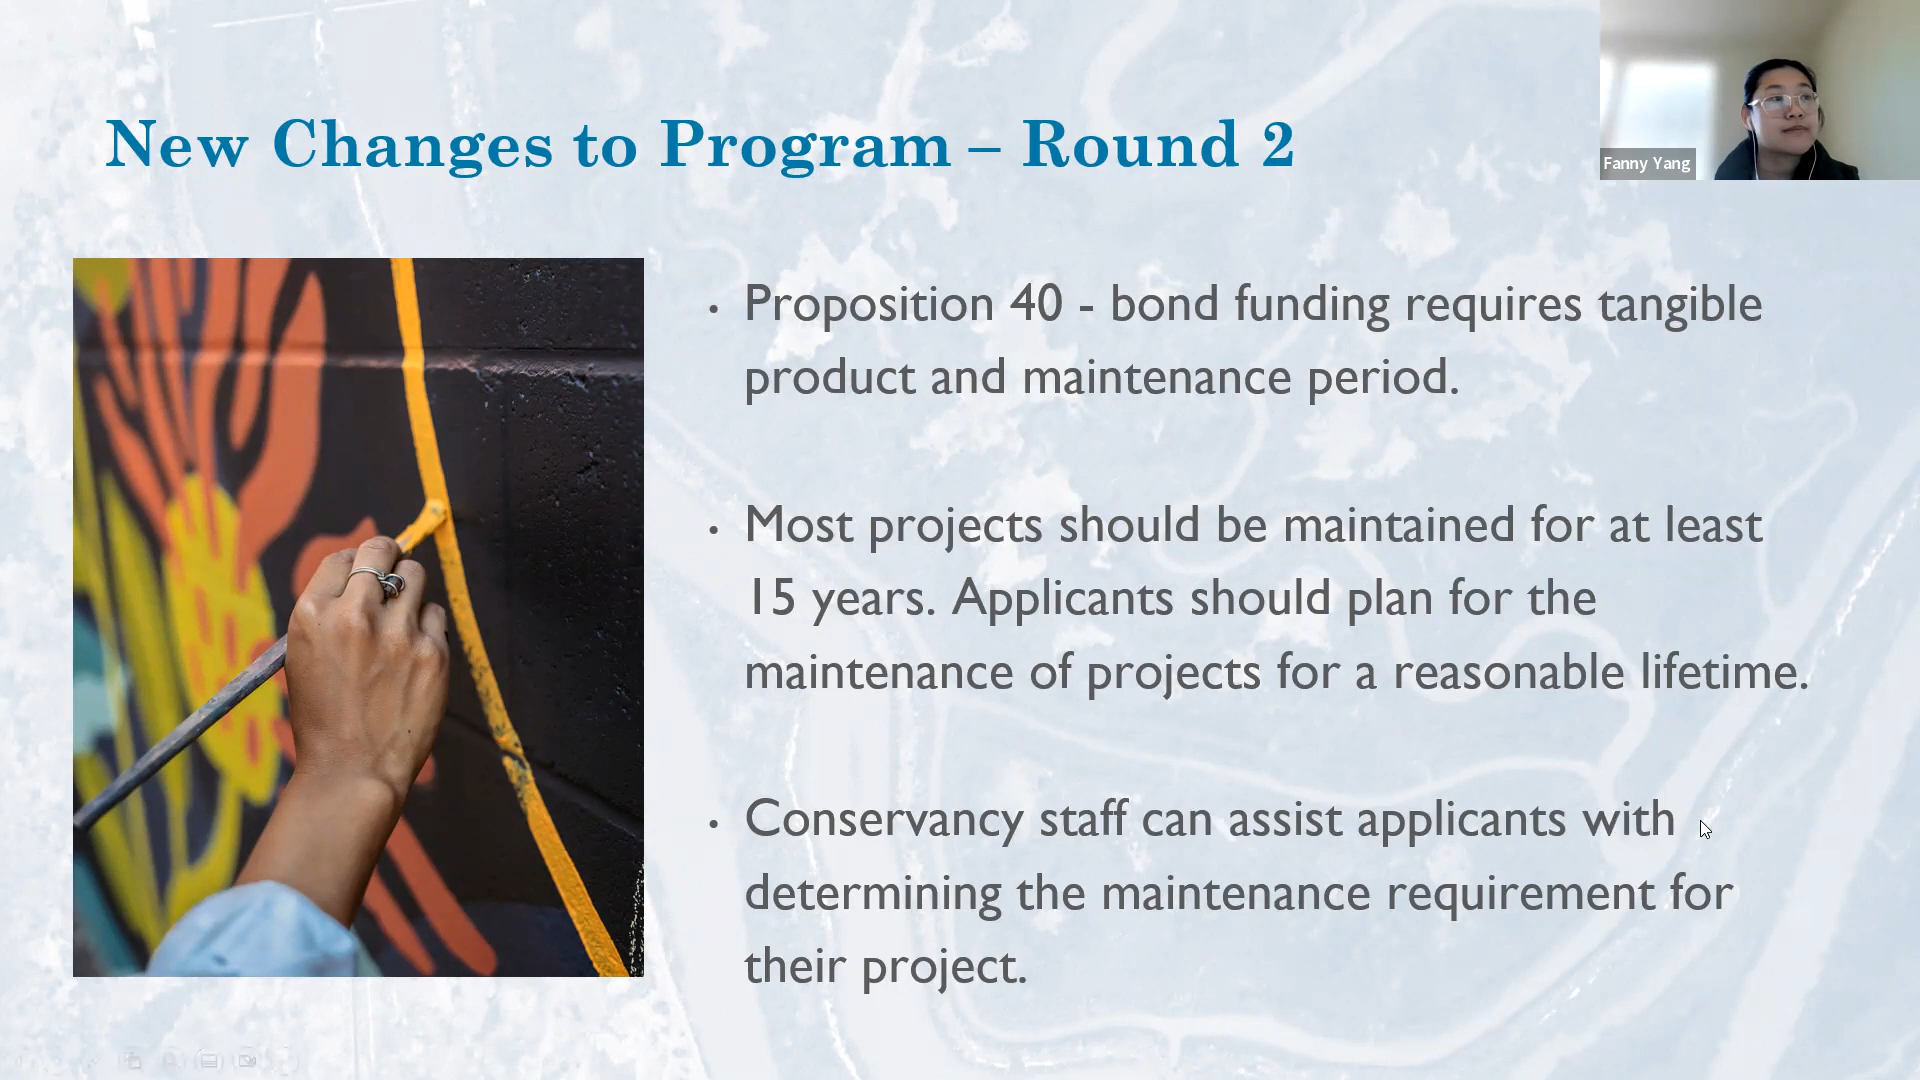 New Changes to Program – Round 2
Fanny Yang
• Proposition 40 - bond funding requires tangible
product and maintenance period.
• Most projects should be maintained for at least
15 years. Applicants should plan for the
maintenance of projects for a reasonable lifetime.
• Conservancy staff can assist applicants with
determining the maintenance requirement for
their project.